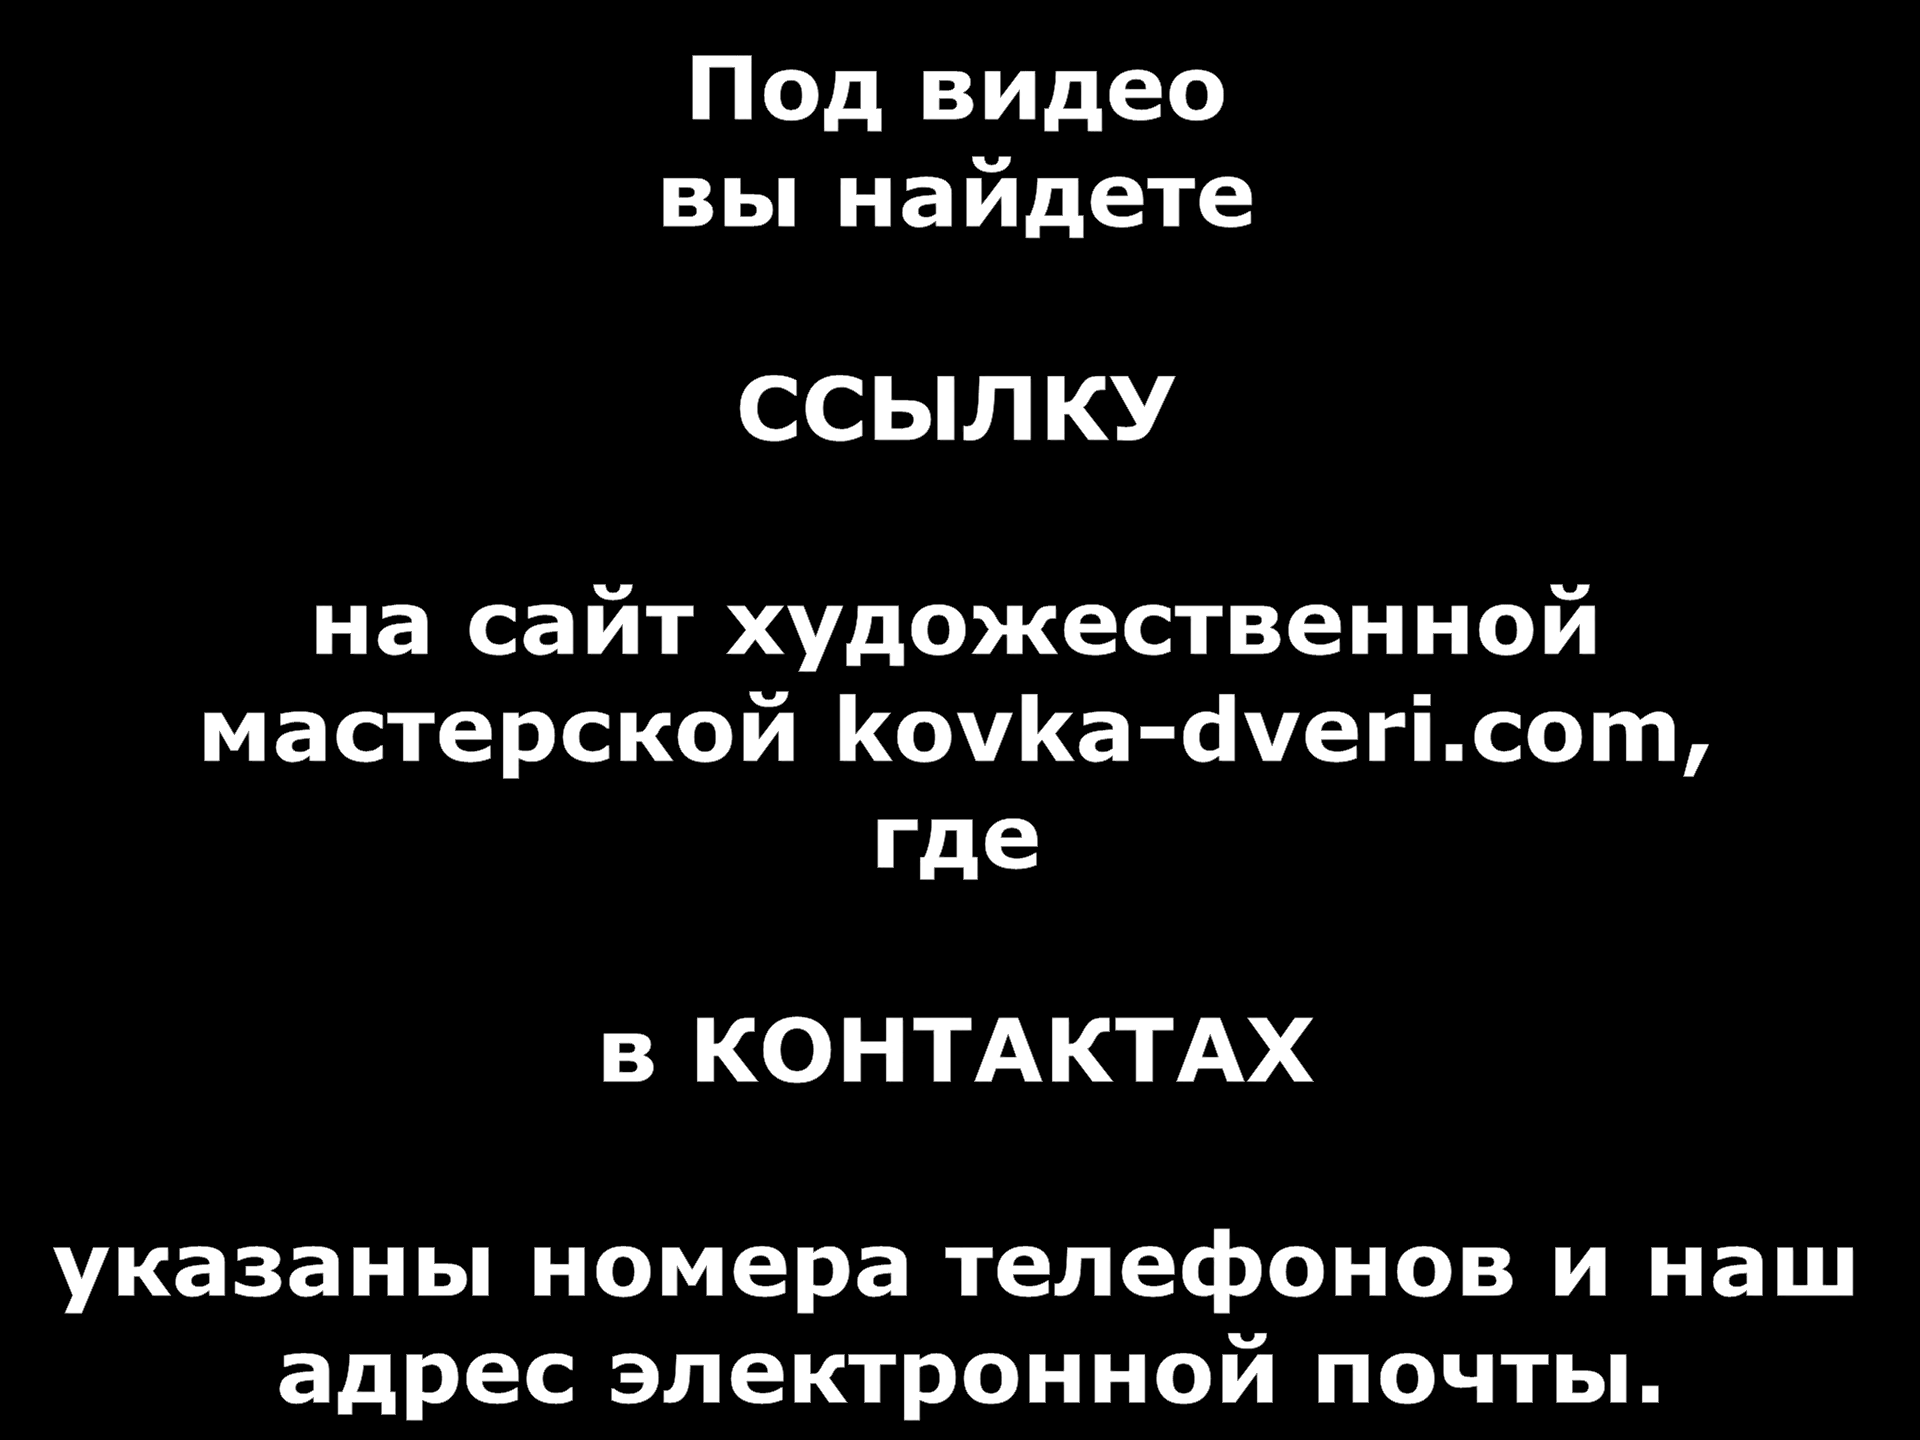 Под видео
вы найдете
ССЫЛКУ
на сайт художественной
мастерской kovka-dveri.com,
где
в КОНТАКТАХ
указаны номера телефонов и наш
адрес электронной почты.